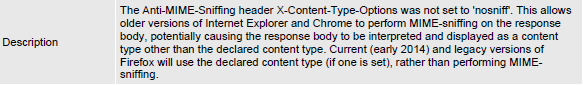 The Anti-MIME-Sniffing header X-Content-Type-Options was not set to 'nosniff'. This allows
older versions of Internet Explorer and Chrome to perform MIME-sniffing on the response
body, potentially causing the response body to be interpreted and displayed as a content
Description
type other than the declared content type. Current (early 2014) and legacy versions of
Firefox will use the declared content type (if one is set), rather than performing MIME-
sniffing.